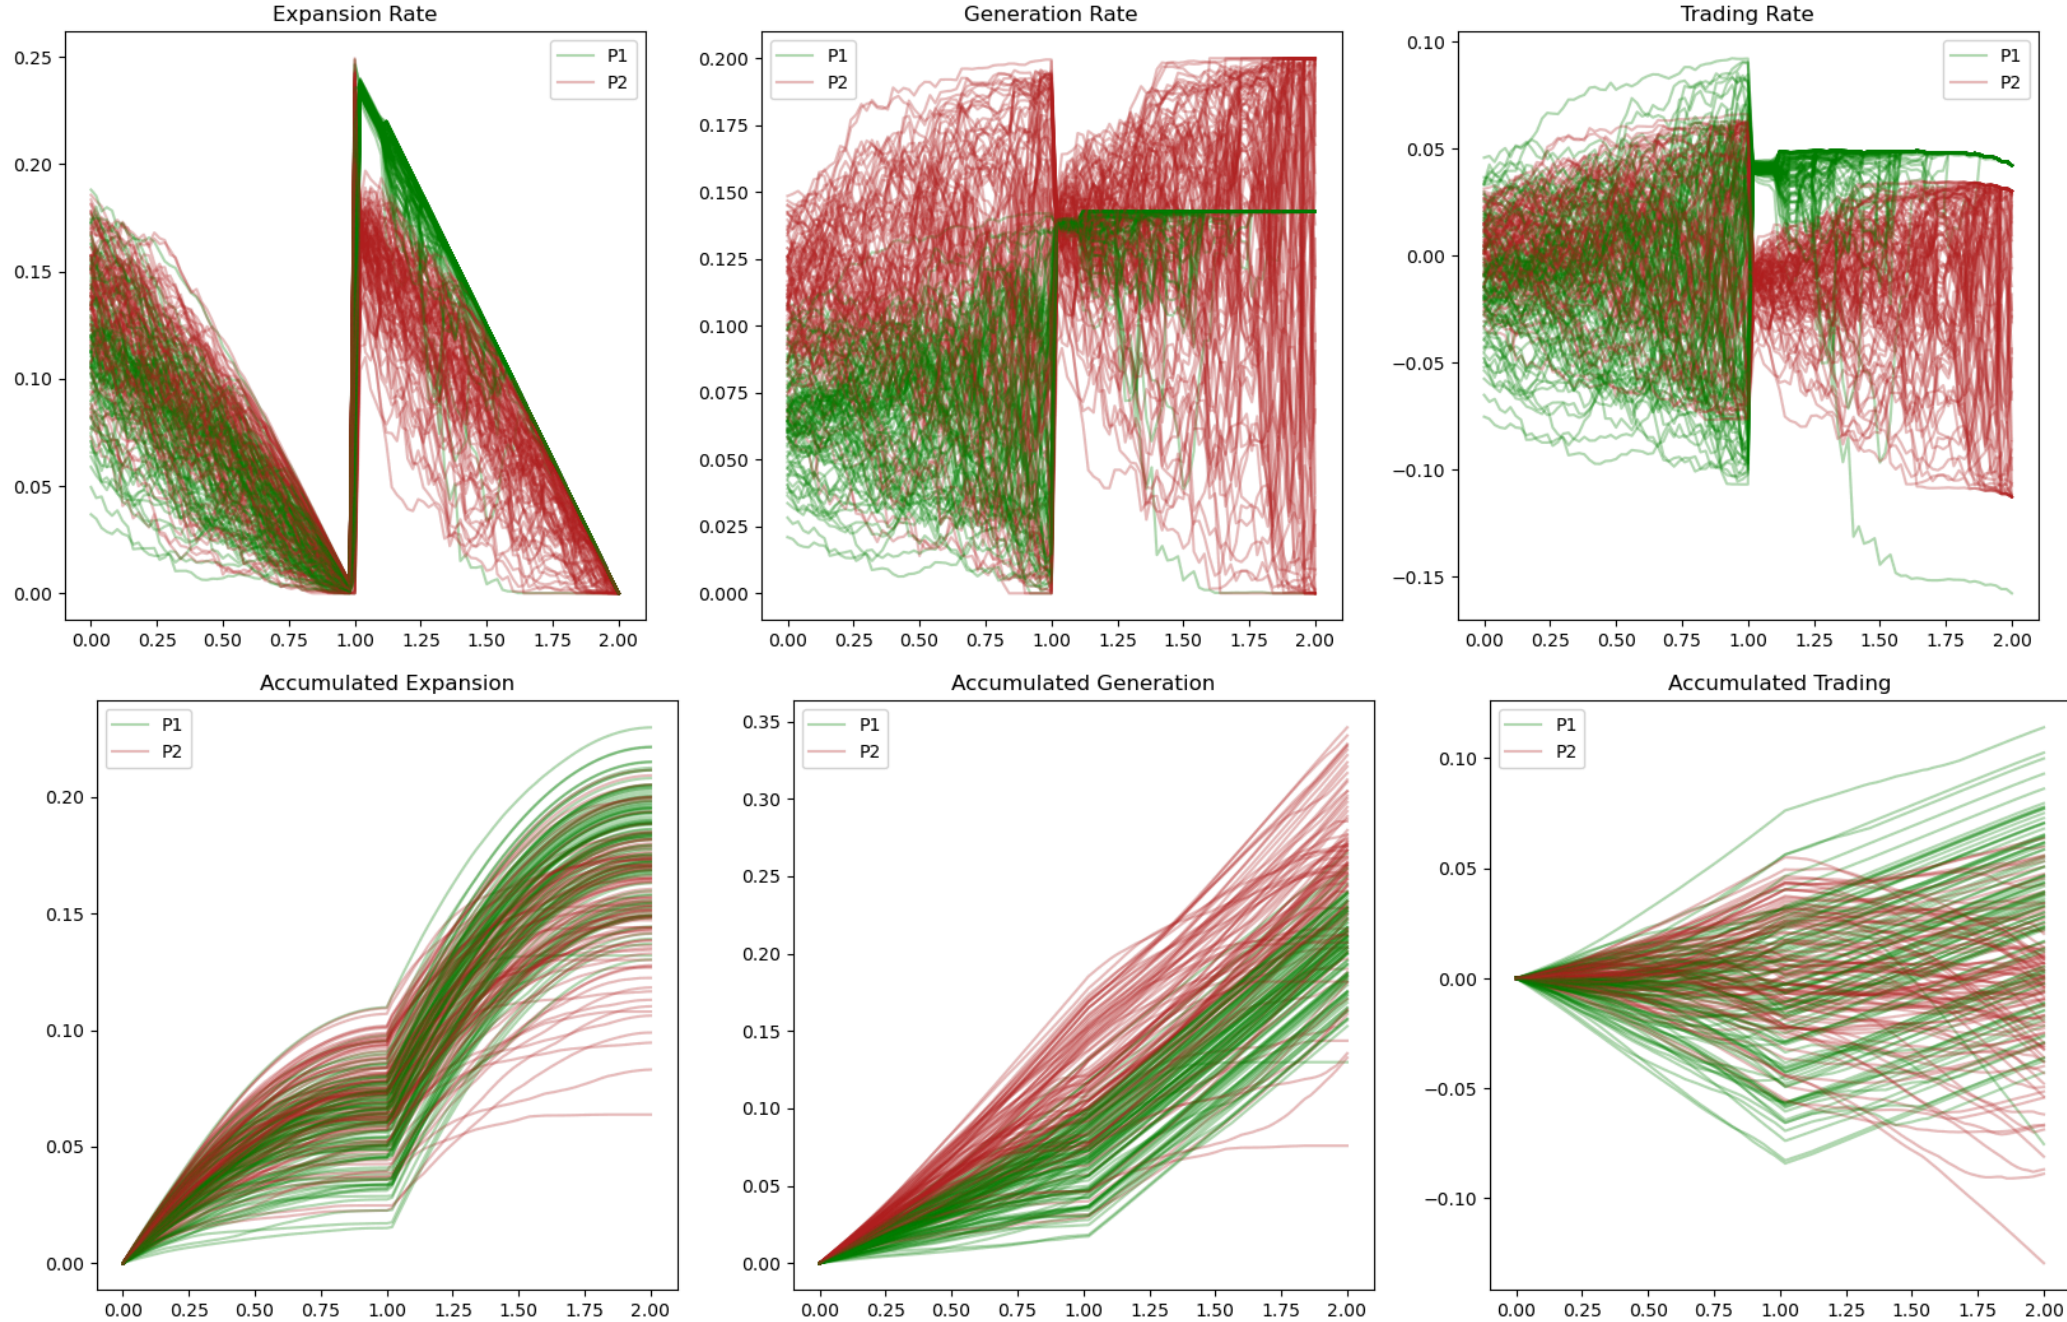 Expansion Rate
0.25
0.20
0.15
0.10
0.05
0.00
P1
P2
0.00 0.25 0.50 0.75 1.00 1.25 1.50 1.75 2.00
Generation Rate
0.200
0.175
0.150
0.125
0.100
0.075
0.050
0.025
0.000
P1
P2
0.00 0.25 0.50 0.75 1.00 1.25 1.50 1.75 2.00
Trading Rate
0.10
0.05
0.00
−0.05
−0.10
−0.15
P1
P2
0.00 0.25 0.50 0.75 1.00 1.25 1.50 1.75 2.00
Accumulated Expansion
0.20
0.15
0.10
0.05
0.00
P1
P2
0.00 0.25 0.50 0.75 1.00 1.25 1.50 1.75 2.00
Accumulated Generation
0.35
0.30
0.25
0.20
0.15
0.10
0.05
0.00
P1
P2
0.00 0.25 0.50 0.75 1.00 1.25 1.50 1.75 2.00
Accumulated Trading
0.10
0.05
0.00
−0.05
−0.10
P1
P2
0.00 0.25 0.50 0.75 1.00 1.25 1.50 1.75 2.00